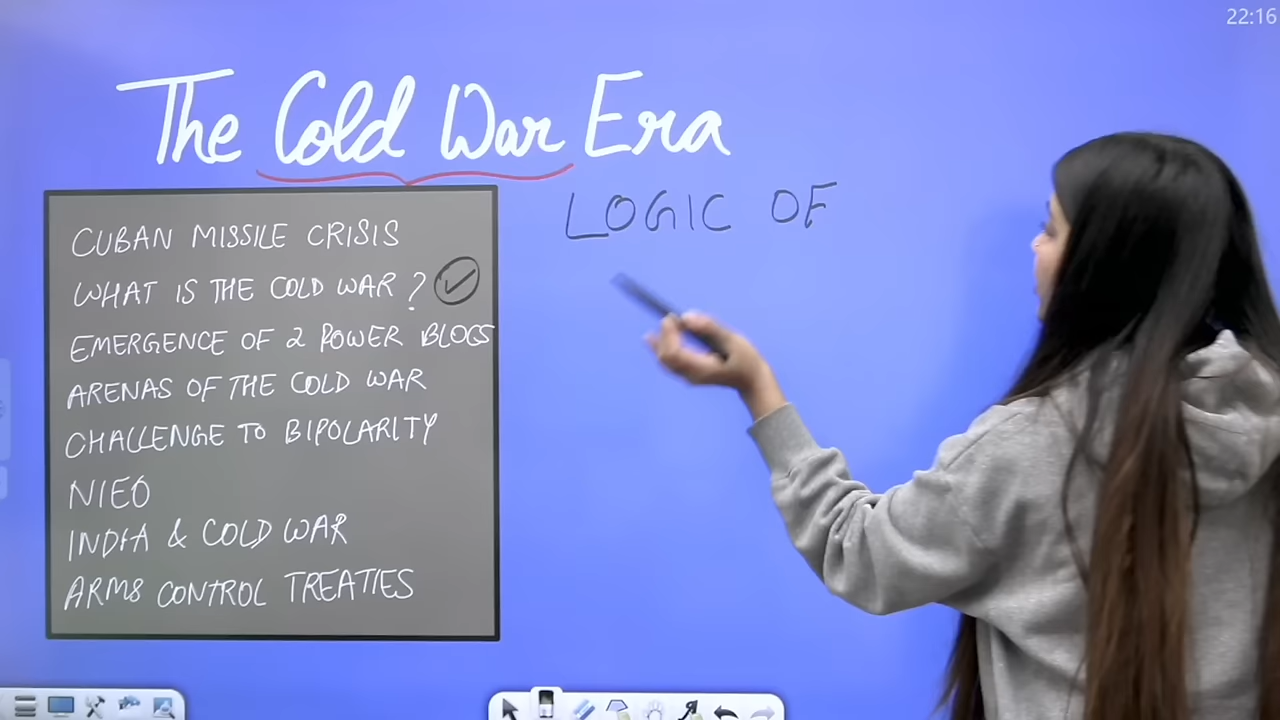 22:16
The Cold War Era
LOGIC OF
CUBAN MISSILE CRISIS
WHAT IS THE COLD WAR ?
EMERGENCE OF 2 POWER BLOCS
ARENAS OF THE COLD WAR
CHALLENGE TO BIPOLARITY
NIEO
INDIA & COLD WAR
ARMS CONTROL TREATIES